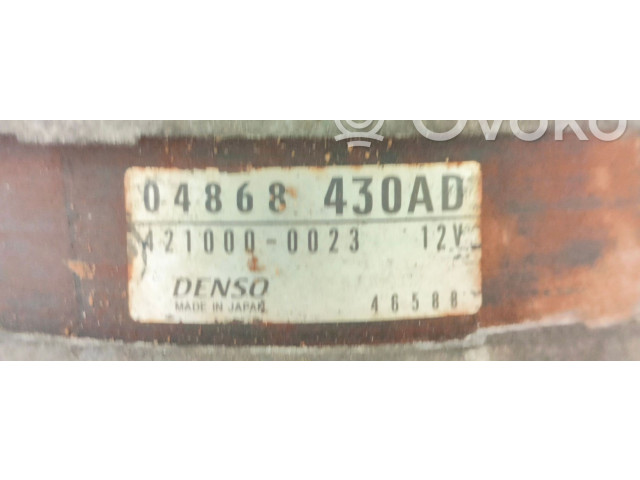 Ovoko
04868 430AD
421000-0023 12V
DENSO
MADE IN JAPAN
46588